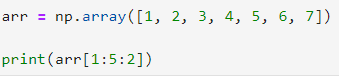 arr = np.array([1, 2, 3, 4, 5, 6, 7])
print(arr[1:5:2])